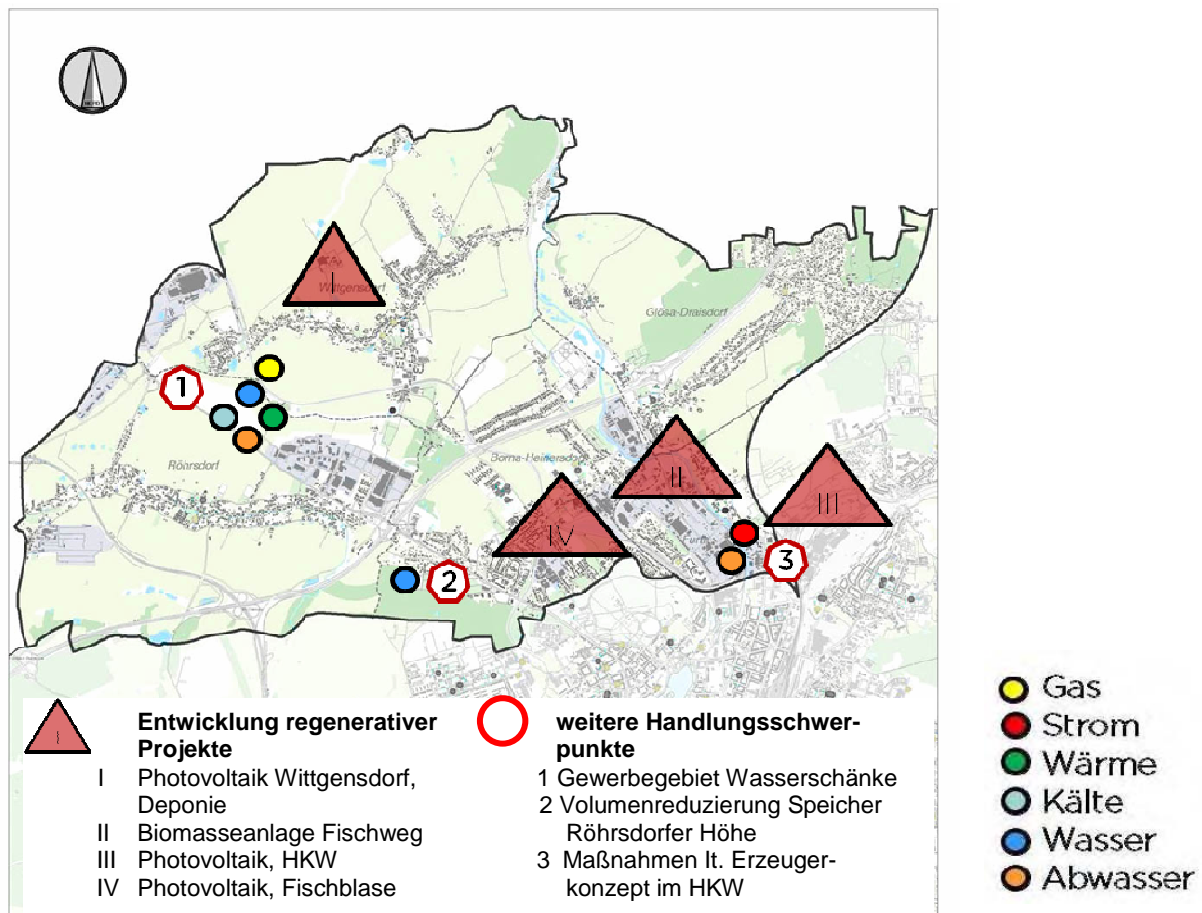 Wittgensdorf
I
Glösa-Draisdorf
1
Röhrsdorf
Borna-Heinersdorf
II
III
IV
2
3
I
Entwicklung regenerativer
Projekte
I Photovoltaik Wittgensdorf,
Deponie
II Biomasseanlage Fischweg
III Photovoltaik, HKW
IV Photovoltaik, Fischblase
weitere Handlungsschwer-
punkte
1 Gewerbegebiet Wasserschänke
2 Volumenreduzierung Speicher
Röhrsdorfer Höhe
3 Maßnahmen lt. Erzeuger-
konzept im HKW
Gas
Strom
Wärme
Kälte
Wasser
Abwasser